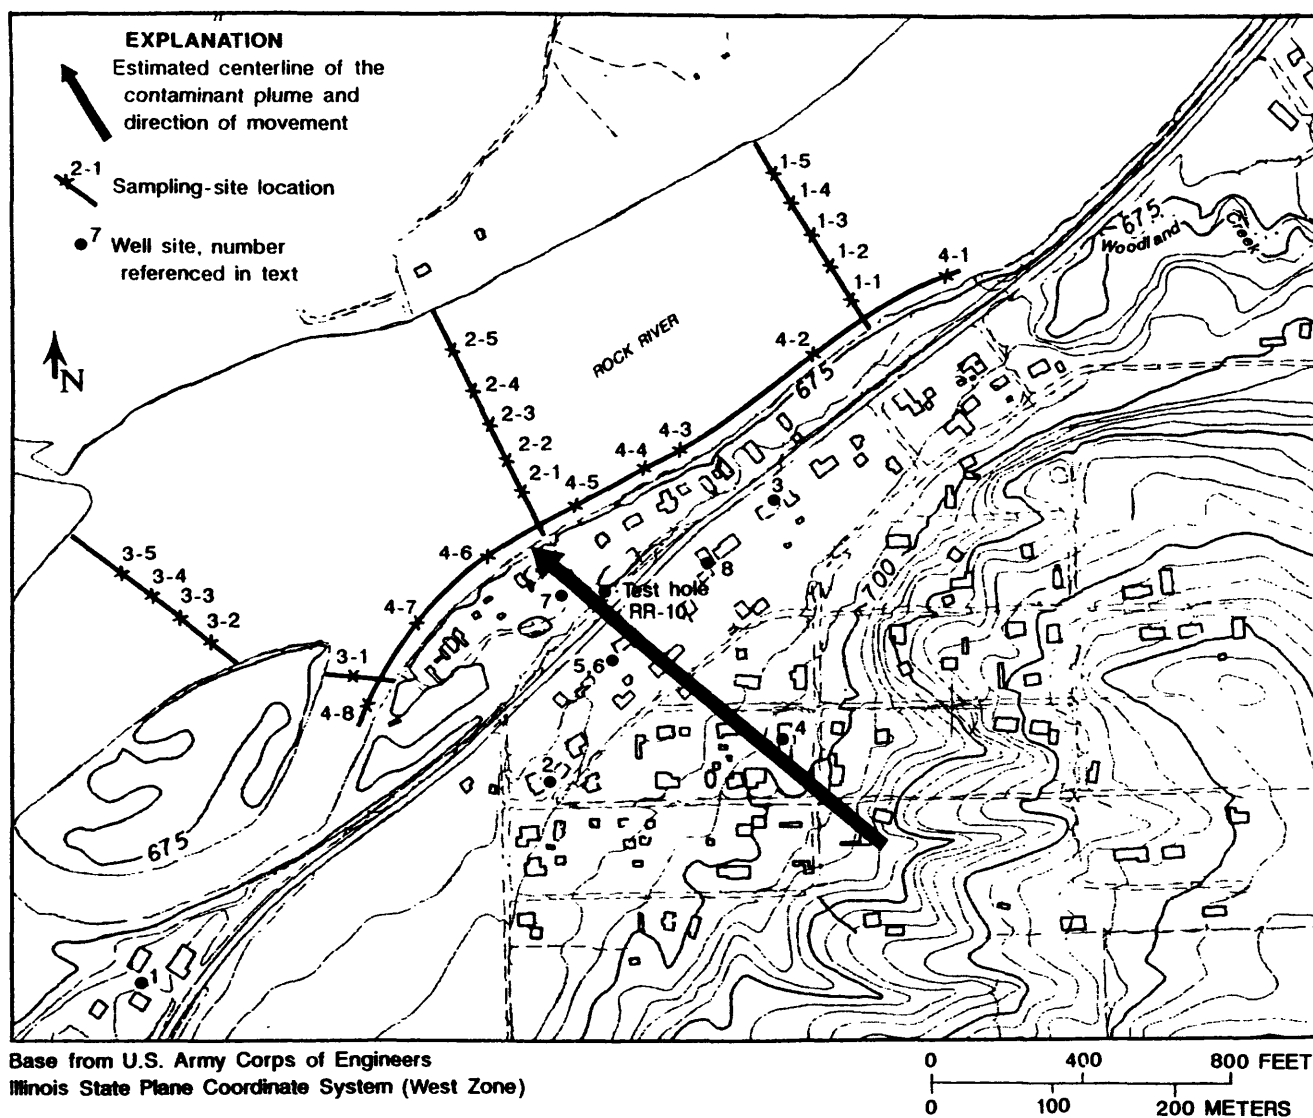 EXPLANATION
Estimated centerline of the
contaminant plume and
direction of movement
2-1
Sampling-site location
7
Well site, number
referenced in text
N
1-5
1-4
1-3
1-2
1-1
4-1
675
Woodland
Creek
ROCK RIVER
2-5
2-4
2-3
2-2
2-1
4-2
675
4-3
4-4
4-5
4-6
4-7
4-8
3
8
700
3-5
3-4
3-3
3-2
3-1
7
Test hole
RR-10
5,6
4
2
675
1
Base from U.S. Army Corps of Engineers
Illinois State Plane Coordinate System (West Zone)
0 400 800 FEET
0 100 200 METERS